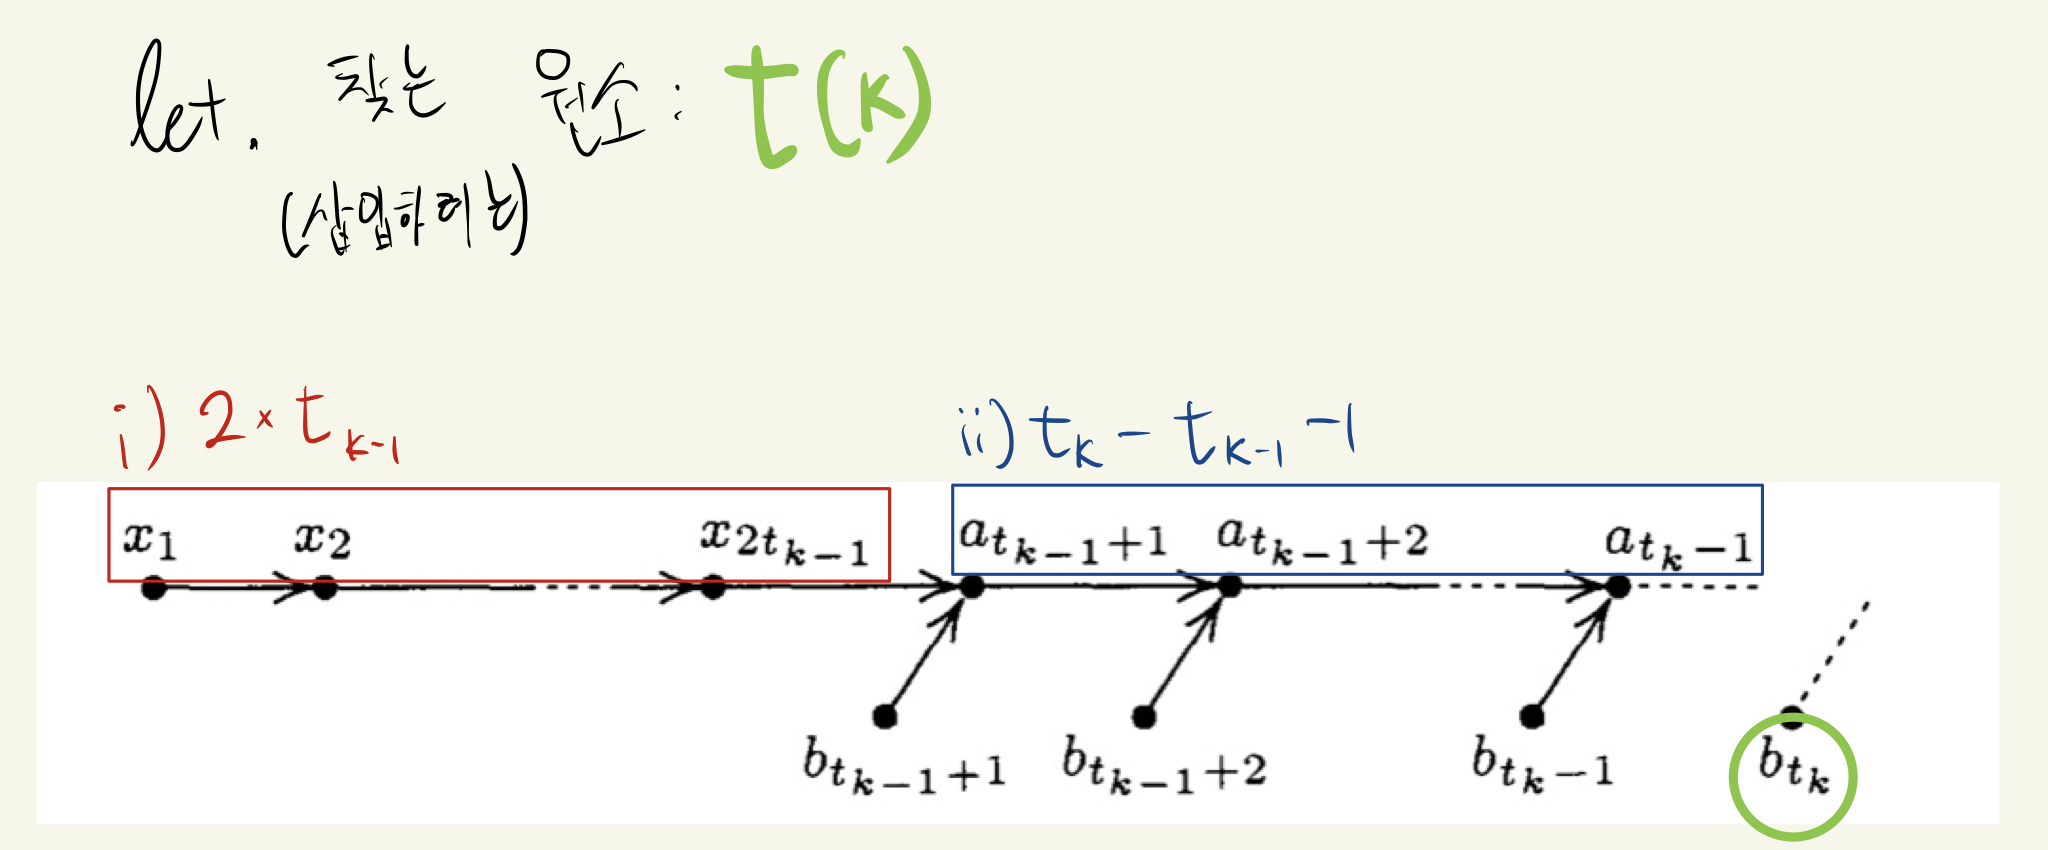 let. 찾는 원소 : t(k)
(삽입하려는)
i) 2 × t_{k-1}
ii) t_k - t_{k-1} - 1
x_1 x_2 x_{2t_{k-1}} a_{t_{k-1}+1} a_{t_{k-1}+2} a_{t_k-1}
b_{t_{k-1}+1} b_{t_{k-1}+2} b_{t_k-1} b_{t_k}